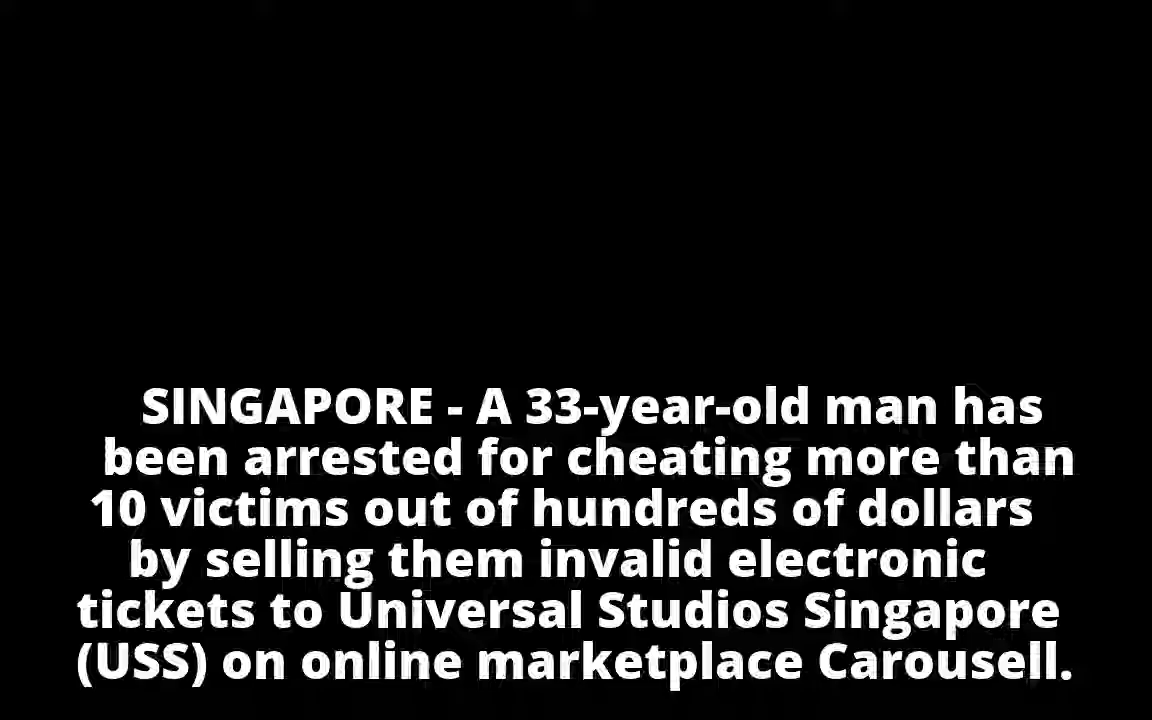 SINGAPORE - A 33-year-old man has
been arrested for cheating more than
10 victims out of hundreds of dollars
by selling them invalid electronic
tickets to Universal Studios Singapore
(USS) on online marketplace Carousell.